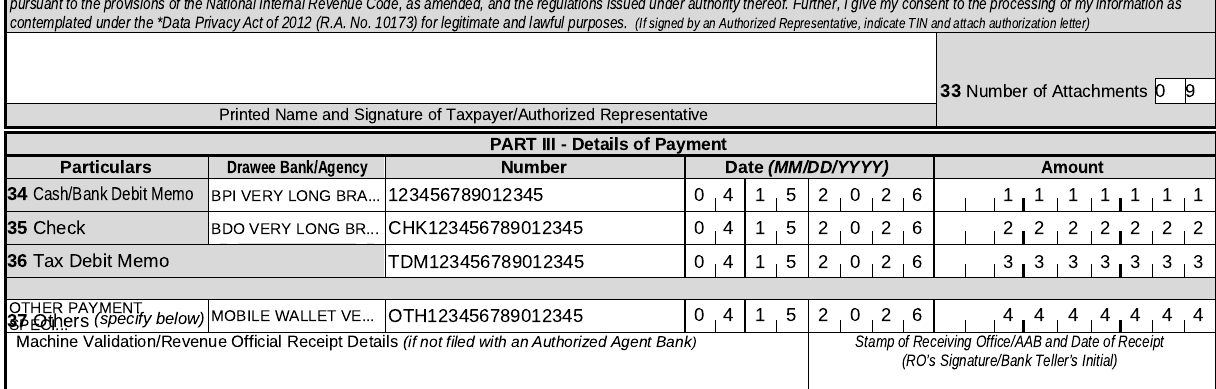 pursuant to the provisions of the National Internal Revenue Code, as amended, and the regulations issued under authority thereof. Further, I give my consent to the processing of my information as
contemplated under the *Data Privacy Act of 2012 (R.A. No. 10173) for legitimate and lawful purposes. (If signed by an Authorized Representative, indicate TIN and attach authorization letter)
33 Number of Attachments 0 9
Printed Name and Signature of Taxpayer/Authorized Representative
PART III - Details of Payment
Particulars Drawee Bank/Agency Number Date (MM/DD/YYYY) Amount
34 Cash/Bank Debit Memo BPI VERY LONG BRA... 123456789012345 0 4 1 5 2 0 2 6 1 1 1 1 1 1 1
35 Check BDO VERY LONG BR... CHK123456789012345 0 4 1 5 2 0 2 6 2 2 2 2 2 2 2
36 Tax Debit Memo TDM123456789012345 0 4 1 5 2 0 2 6 3 3 3 3 3 3 3
OTHER PAYMENT
SPECI...
37 Others (specify below) MOBILE WALLET VE... OTH123456789012345 0 4 1 5 2 0 2 6 4 4 4 4 4 4 4
Machine Validation/Revenue Official Receipt Details (if not filed with an Authorized Agent Bank)
Stamp of Receiving Office/AAB and Date of Receipt
(RO's Signature/Bank Teller's Initial)